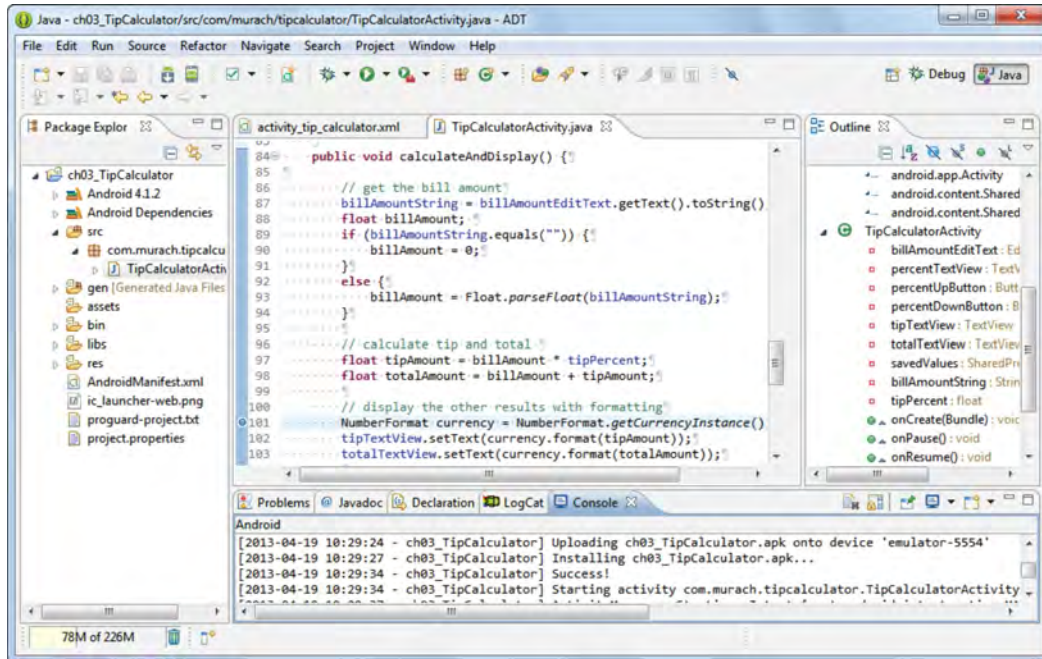 Java - ch03_TipCalculator/src/com/murach/tipcalculator/TipCalculatorActivity.java - ADT
File Edit Run Source Refactor Navigate Search Project Window Help
Debug Java
Package Explor
ch03_TipCalculator
Android 4.1.2
Android Dependencies
src
com.murach.tipcalcu
TipCalculatorActiv
gen [Generated Java Files
assets
bin
libs
res
AndroidManifest.xml
ic_launcher-web.png
proguard-project.txt
project.properties
activity_tip_calculator.xml TipCalculatorActivity.java
84 public void calculateAndDisplay() {
85
86 // get the bill amount
87 billAmountString = billAmountEditText.getText().toString()
88 float billAmount;
89 if (billAmountString.equals("")) {
90 billAmount = 0;
91 }
92 else {
93 billAmount = Float.parseFloat(billAmountString);
94 }
95
96 // calculate tip and total
97 float tipAmount = billAmount * tipPercent;
98 float totalAmount = billAmount + tipAmount;
99
100 // display the other results with formatting
101 NumberFormat currency = NumberFormat.getCurrencyInstance()
102 tipTextView.setText(currency.format(tipAmount));
103 totalTextView.setText(currency.format(totalAmount));
Outline
android.app.Activity
android.content.Shared
android.content.Shared
TipCalculatorActivity
billAmountEditText : Ed
percentTextView : TextV
percentUpButton : Butt
percentDownButton : B
tipTextView : TextView
totalTextView : TextView
savedValues : SharedPre
billAmountString : Strin
tipPercent : float
onCreate(Bundle) : voic
onPause() : void
onResume() : void
Problems Javadoc Declaration LogCat Console
Android
[2013-04-19 10:29:24 - ch03_TipCalculator] Uploading ch03_TipCalculator.apk onto device 'emulator-5554'
[2013-04-19 10:29:27 - ch03_TipCalculator] Installing ch03_TipCalculator.apk...
[2013-04-19 10:29:34 - ch03_TipCalculator] Success!
[2013-04-19 10:29:34 - ch03_TipCalculator] Starting activity com.murach.tipcalculator.TipCalculatorActivity
78M of 226M